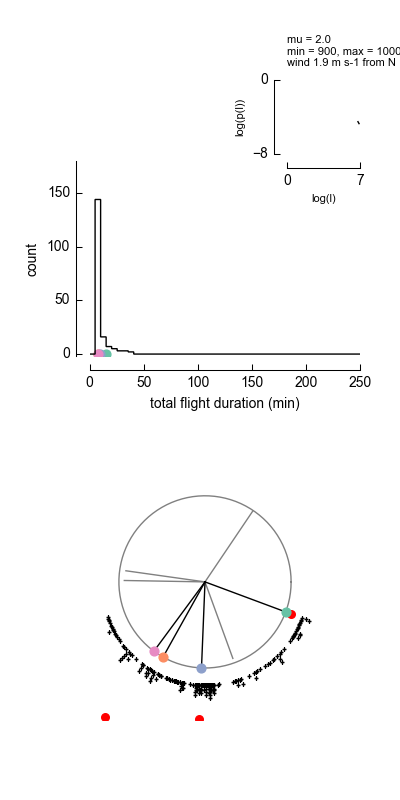 mu = 2.0
min = 900, max = 1000
wind 1.9 m s-1 from N
0
−8
log(p(l))
0 7
log(l)
150
100
50
0
count
0 50 100 150 200 250
total flight duration (min)